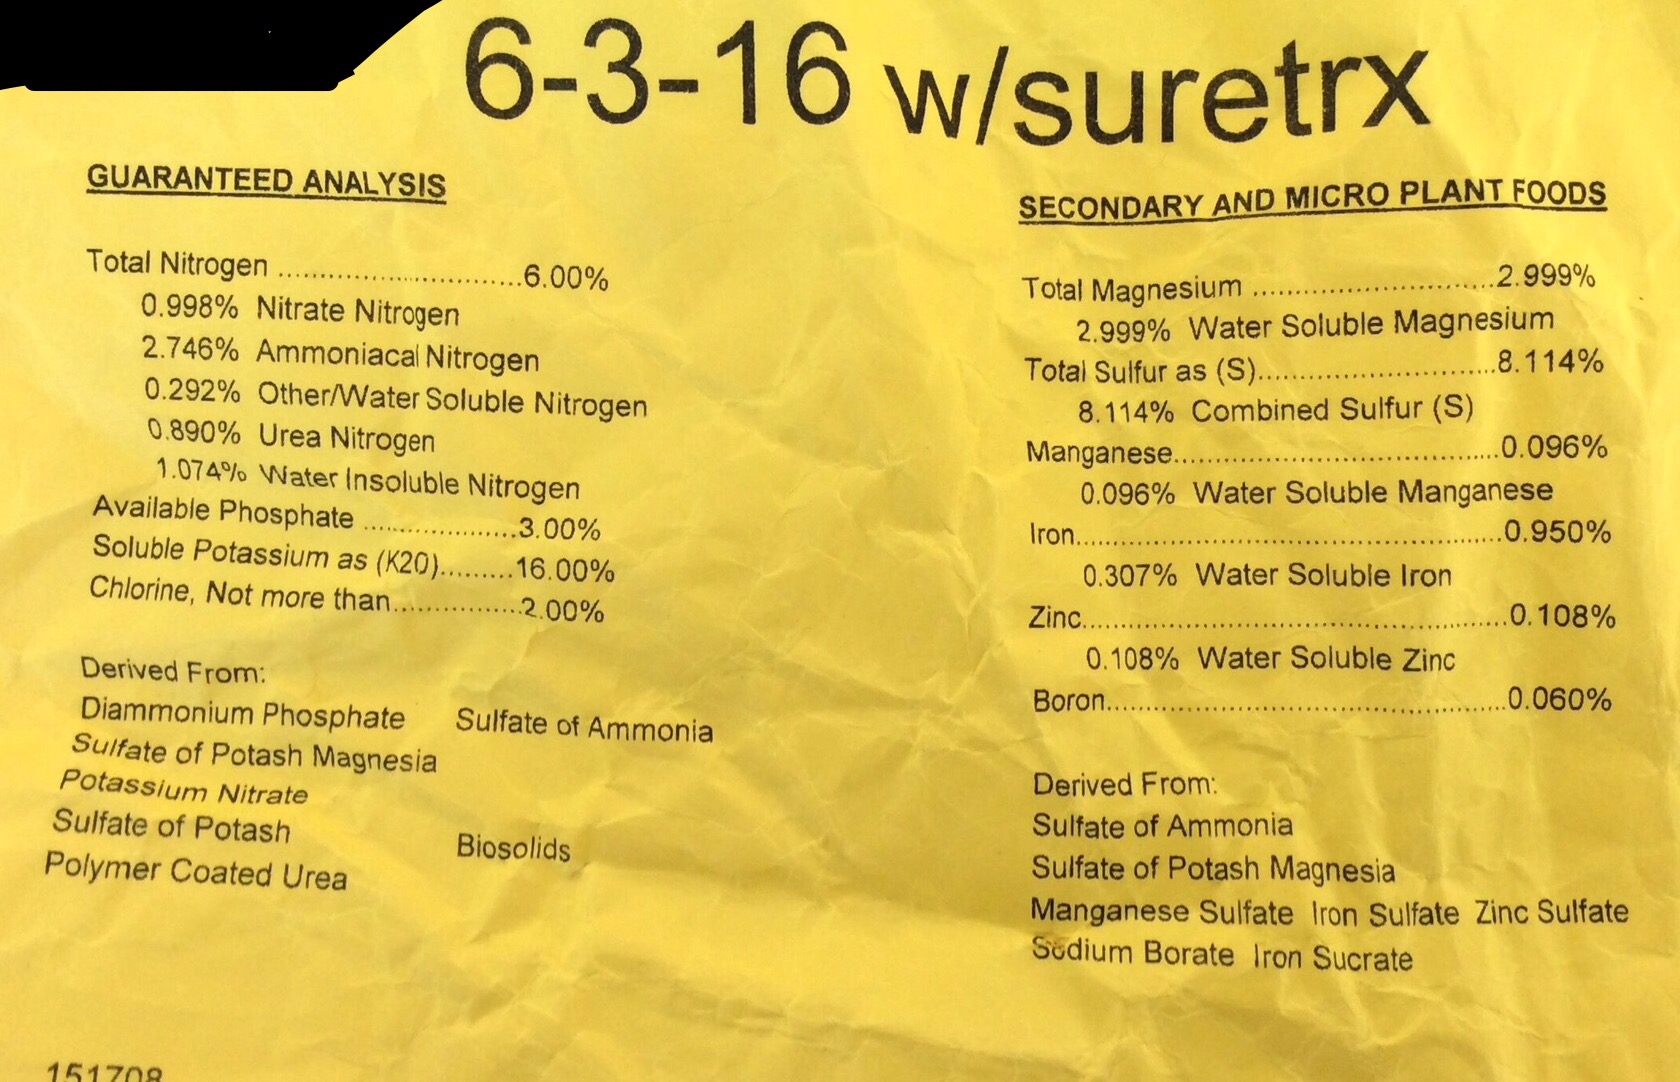 6-3-16 w/suretrx
GUARANTEED ANALYSIS
Total Nitrogen ..............................6.00%
0.998% Nitrate Nitrogen
2.746% Ammoniacal Nitrogen
0.292% Other/Water Soluble Nitrogen
0.890% Urea Nitrogen
1.074% Water Insoluble Nitrogen
Available Phosphate ...................3.00%
Soluble Potassium as (K20).........16.00%
Chlorine, Not more than................2.00%
Derived From:
Diammonium Phosphate Sulfate of Ammonia
Sulfate of Potash Magnesia
Potassium Nitrate
Sulfate of Potash Biosolids
Polymer Coated Urea
151708
SECONDARY AND MICRO PLANT FOODS
Total Magnesium .............................2.999%
2.999% Water Soluble Magnesium
Total Sulfur as (S).............................8.114%
8.114% Combined Sulfur (S)
Manganese.......................................0.096%
0.096% Water Soluble Manganese
Iron...................................................0.950%
0.307% Water Soluble Iron
Zinc...................................................0.108%
0.108% Water Soluble Zinc
Boron................................................0.060%
Derived From:
Sulfate of Ammonia
Sulfate of Potash Magnesia
Manganese Sulfate Iron Sulfate Zinc Sulfate
Sodium Borate Iron Sucrate